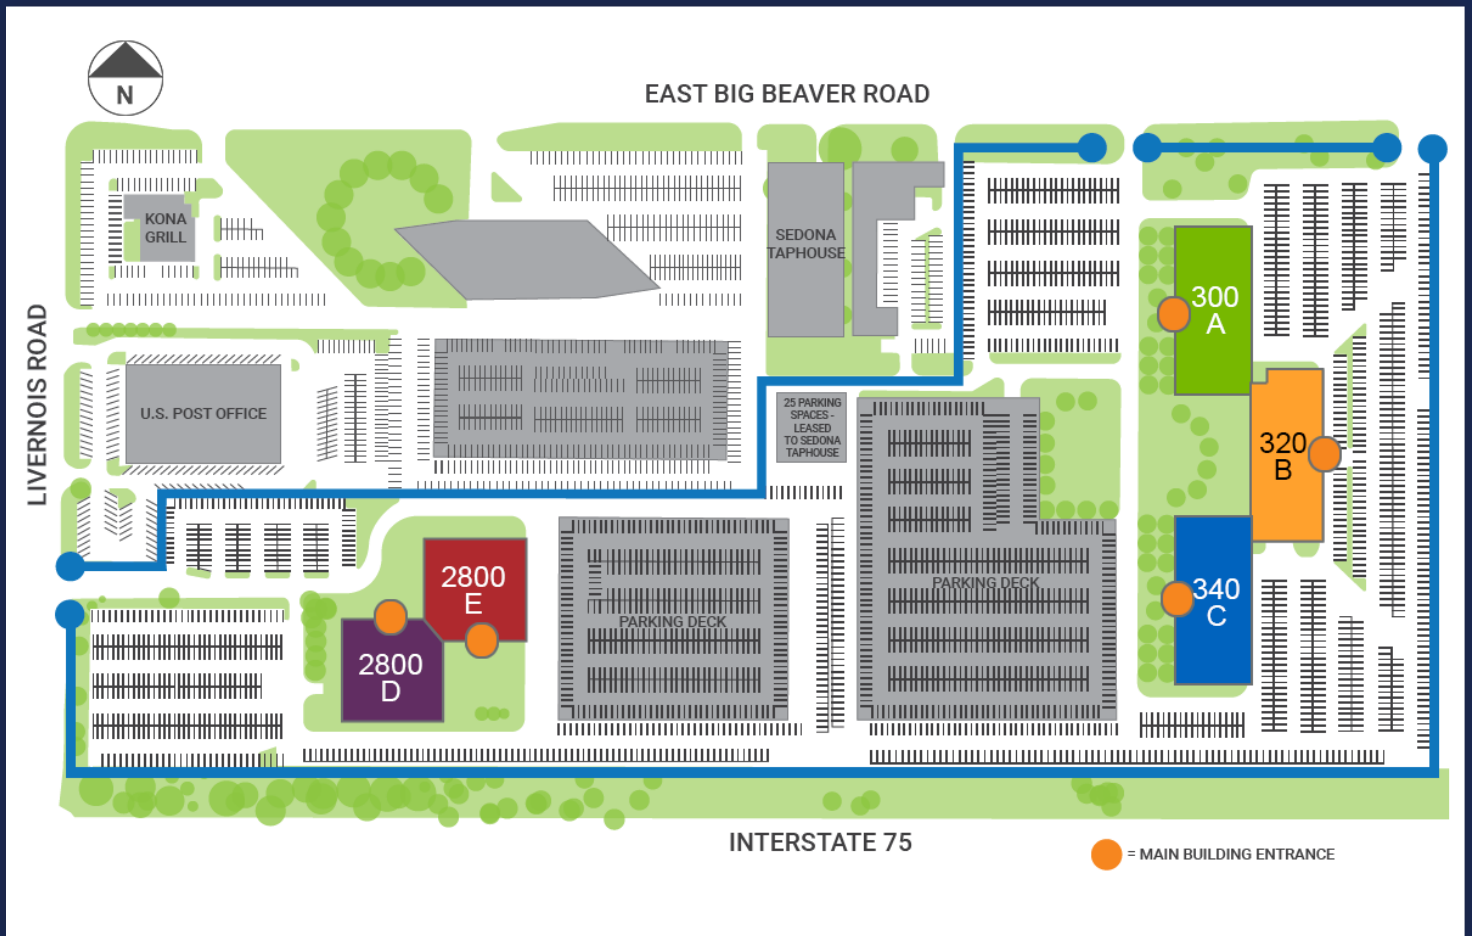 EAST BIG BEAVER ROAD
N
KONA
GRILL
SEDONA
TAPHOUSE
300
A
LIVERNOIS ROAD
U.S. POST OFFICE
25 PARKING
SPACES -
LEASED
TO SEDONA
TAPHOUSE
320
B
2800
E
PARKING DECK
PARKING DECK
340
C
2800
D
INTERSTATE 75
= MAIN BUILDING ENTRANCE